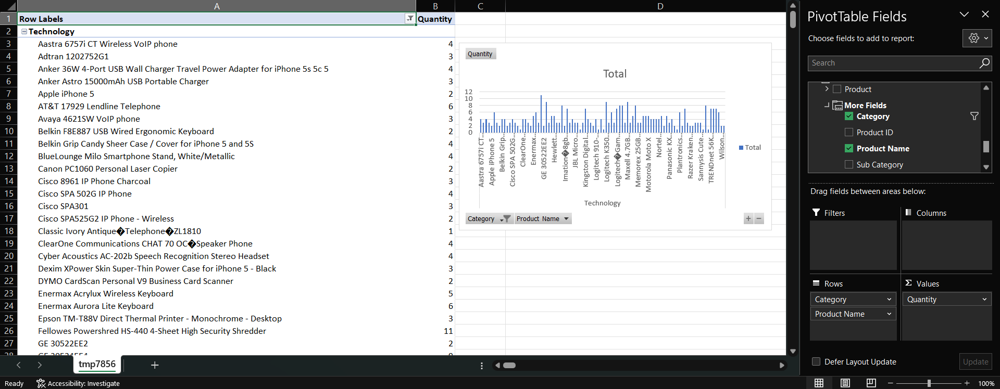 A B C D
1 Row Labels Quantity
2 Technology
3 Aastra 6757i CT Wireless VoIP phone 4
4 Adtran 1202752G1 3
5 Anker 36W 4-Port USB Wall Charger Travel Power Adapter for iPhone 5s 5c 5 4
6 Anker Astro 15000mAh USB Portable Charger 3
7 Apple iPhone 5 2
8 AT&T 17929 Lendline Telephone 6
9 Avaya 4621SW VoIP phone 3
10 Belkin F8E887 USB Wired Ergonomic Keyboard 2
11 Belkin Grip Candy Sheer Case / Cover for iPhone 5 and 5S 4
12 BlueLounge Milo Smartphone Stand, White/Metallic 4
13 Canon PC1060 Personal Laser Copier 2
14 Cisco 8961 IP Phone Charcoal 3
15 Cisco SPA 502G IP Phone 4
16 Cisco SPA301 3
17 Cisco SPA525G2 IP Phone - Wireless 2
18 Classic Ivory Antique�Telephone�ZL1810 1
19 ClearOne Communications CHAT 70 OC�Speaker Phone 4
20 Cyber Acoustics AC-202b Speech Recognition Stereo Headset 4
21 Dexim XPower Skin Super-Thin Power Case for iPhone 5 - Black 3
22 DYMO CardScan Personal V9 Business Card Scanner 2
23 Enermax Acrylux Wireless Keyboard 5
24 Enermax Aurora Lite Keyboard 6
25 Epson TM-T88V Direct Thermal Printer - Monochrome - Desktop 3
26 Fellowes Powershred HS-440 4-Sheet High Security Shredder 11
27 GE 30522EE2 2
Quantity
Total
12
10
8
6
4
2
0
Aastra 6757i CT...
Apple iPhone 5
Belkin Grip...
Cisco SPA 502G...
ClearOne...
Enermax...
GE 30522EE2
Hewlett...
Imation�8gb...
JBL Micro...
Kingston Digital...
Logitech 910-...
Logitech K350...
Logitech�Gam...
Maxell 4.7GB...
Memorex 25GB...
Motorola Moto X
Nortel...
Panasonic KX...
Plantronics...
Razer Kraken...
Sannysis Cute...
TRENDnet 56K...
Wilson...
Technology
Total
Category Product Name
+ −
PivotTable Fields
Choose fields to add to report:
Search
Product
More Fields
Category
Product ID
Product Name
Sub Category
Drag fields between areas below:
Filters Columns
Rows Σ Values
Category Quantity
Product Name
Defer Layout Update Update
tmp7856 +
Ready Accessibility: Investigate − + 100%